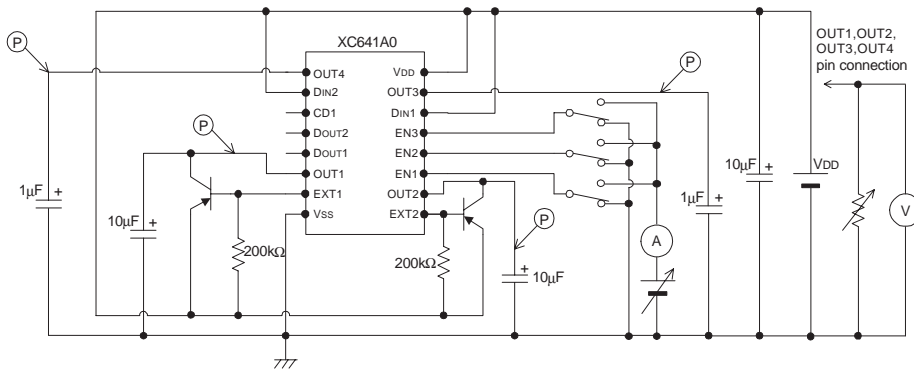 P
XC641A0
OUT1,OUT2,
OUT3,OUT4
pin connection
OUT4
DIN2
CD1
DOUT2
DOUT1
OUT1
EXT1
VSS
VDD
OUT3
DIN1
EN3
EN2
EN1
OUT2
EXT2
P
P
P
1µF
+
10µF
+
200kΩ
200kΩ
+
10µF
A
1µF
+
10µF
+
VDD
V